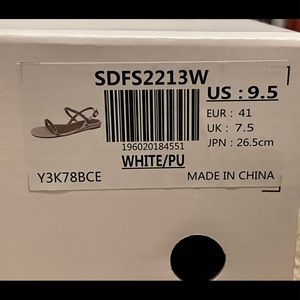 SDFS2213W
US : 9.5
EUR : 41
UK : 7.5
JPN : 26.5cm
196020184551
WHITE/PU
Y3K78BCE
MADE IN CHINA